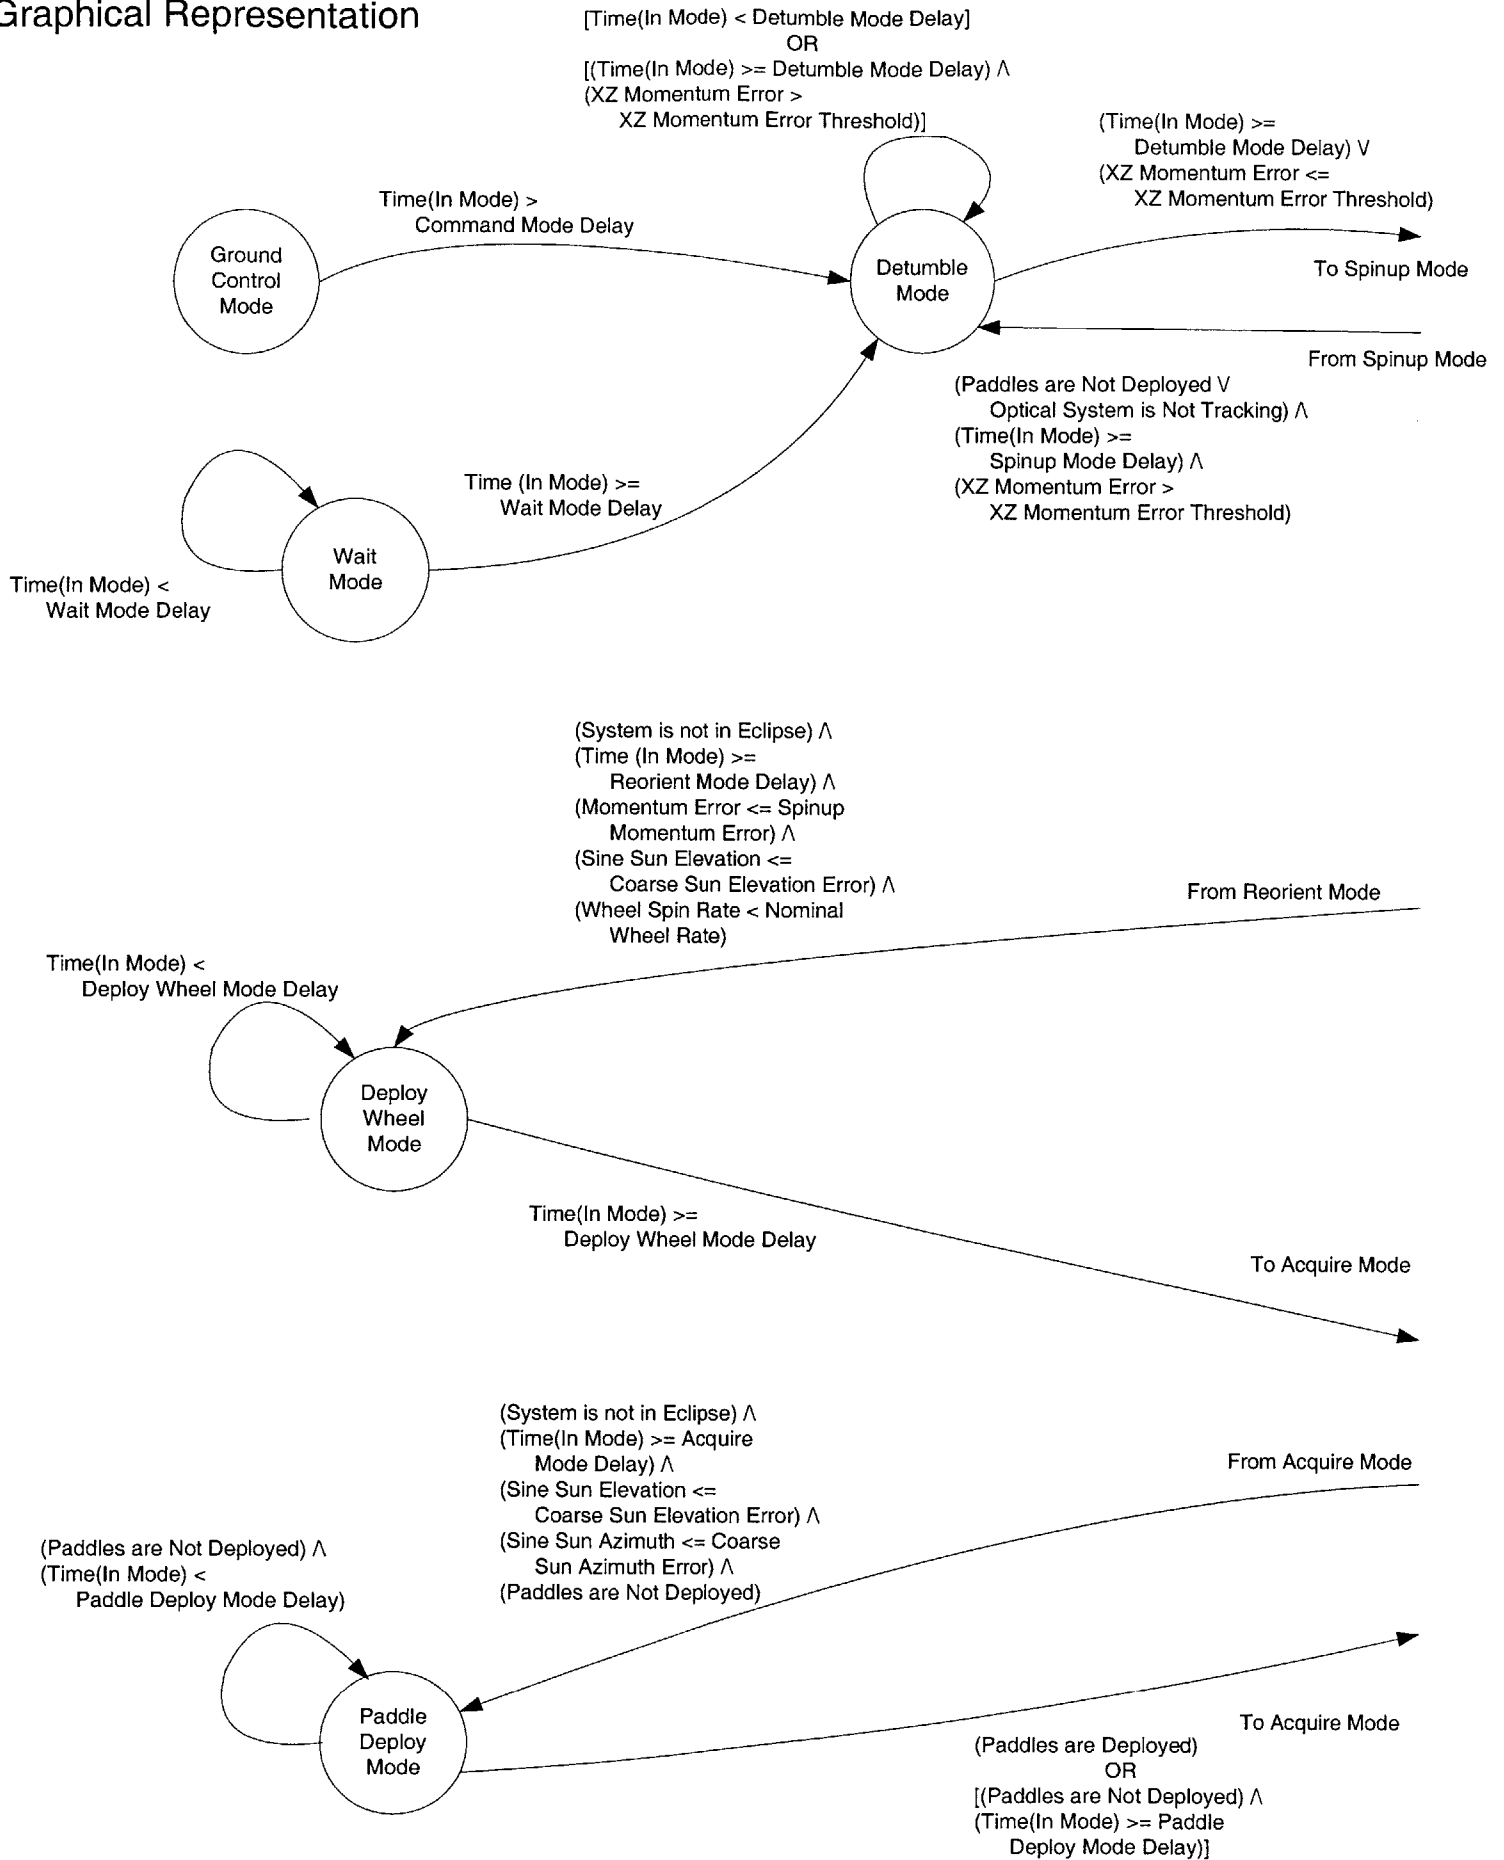 Graphical Representation
[Time(In Mode) < Detumble Mode Delay]
OR
[(Time(In Mode) >= Detumble Mode Delay) Λ
(XZ Momentum Error >
XZ Momentum Error Threshold)]
(Time(In Mode) >=
Detumble Mode Delay) V
(XZ Momentum Error <=
XZ Momentum Error Threshold)
Time(In Mode) >
Command Mode Delay
Ground
Control
Mode
Detumble
Mode
To Spinup Mode
From Spinup Mode
(Paddles are Not Deployed V
Optical System is Not Tracking) Λ
(Time(In Mode) >=
Spinup Mode Delay) Λ
(XZ Momentum Error >
XZ Momentum Error Threshold)
Time (In Mode) >=
Wait Mode Delay
Wait
Mode
Time(In Mode) <
Wait Mode Delay
(System is not in Eclipse) Λ
(Time (In Mode) >=
Reorient Mode Delay) Λ
(Momentum Error <= Spinup
Momentum Error) Λ
(Sine Sun Elevation <=
Coarse Sun Elevation Error) Λ
(Wheel Spin Rate < Nominal
Wheel Rate)
From Reorient Mode
Time(In Mode) <
Deploy Wheel Mode Delay
Deploy
Wheel
Mode
Time(In Mode) >=
Deploy Wheel Mode Delay
To Acquire Mode
(System is not in Eclipse) Λ
(Time(In Mode) >= Acquire
Mode Delay) Λ
(Sine Sun Elevation <=
Coarse Sun Elevation Error) Λ
(Sine Sun Azimuth <= Coarse
Sun Azimuth Error) Λ
(Paddles are Not Deployed)
From Acquire Mode
(Paddles are Not Deployed) Λ
(Time(In Mode) <
Paddle Deploy Mode Delay)
Paddle
Deploy
Mode
To Acquire Mode
(Paddles are Deployed)
OR
[(Paddles are Not Deployed) Λ
(Time(In Mode) >= Paddle
Deploy Mode Delay)]